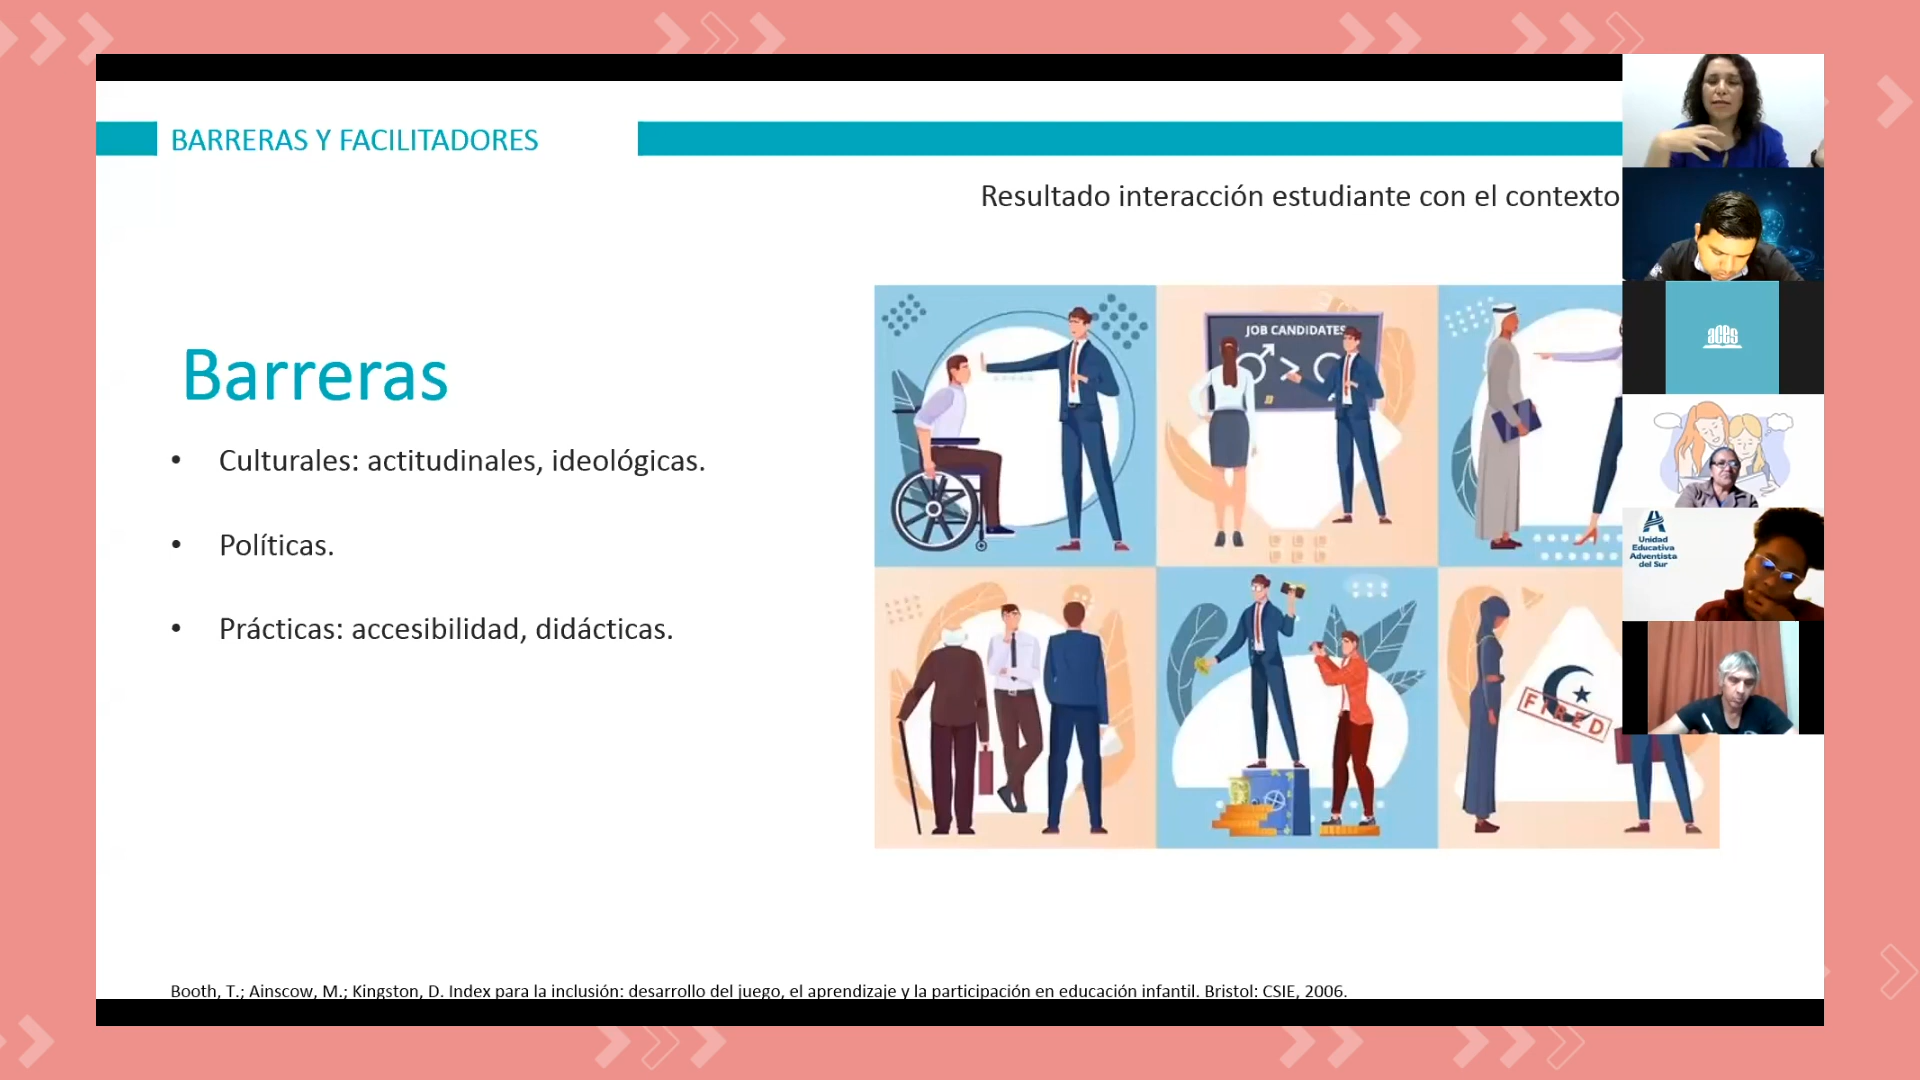 BARRERAS Y FACILITADORES
Resultado interacción estudiante con el contexto
JOB CANDIDATES
Barreras
aces
• Culturales: actitudinales, ideológicas.
• Políticas.
• Prácticas: accesibilidad, didácticas.
Unidad
Educativa
Adventista
del Sur
FIRED
Booth, T.; Ainscow, M.; Kingston, D. Index para la inclusión: desarrollo del juego, el aprendizaje y la participación en educación infantil. Bristol: CSIE, 2006.